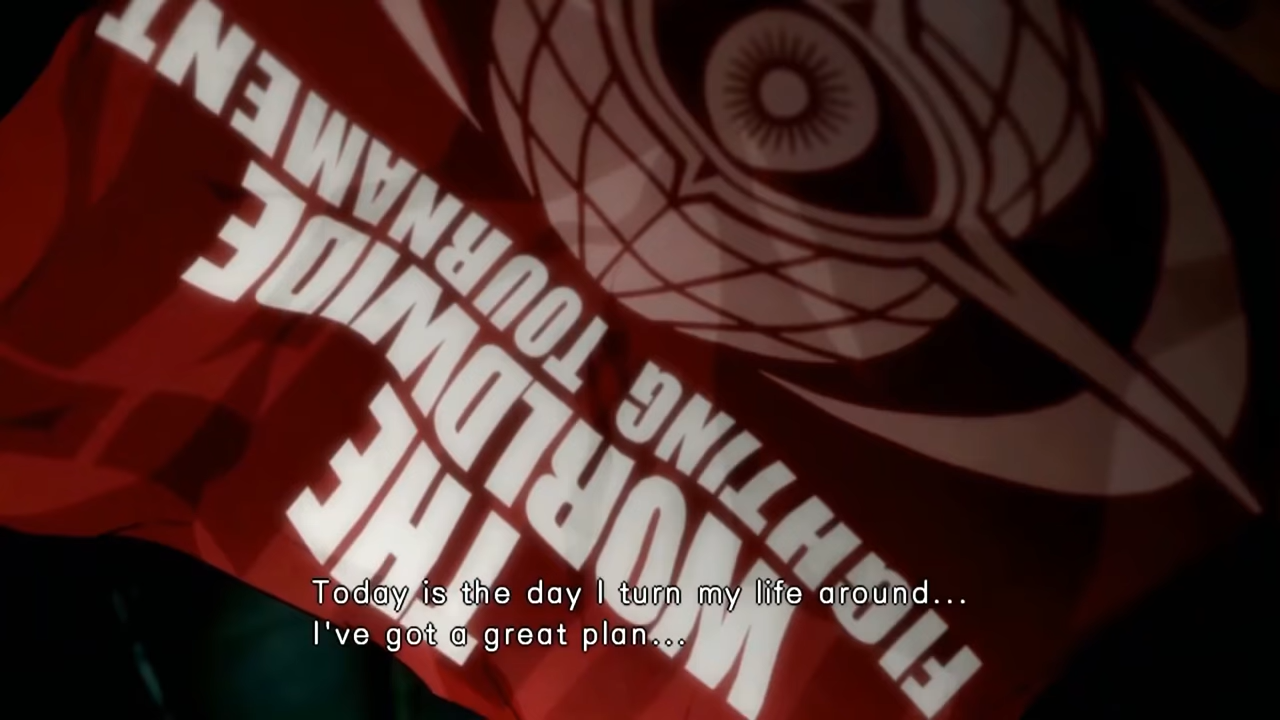 THE
WORLDWIDE
FIGHTING TOURNAMENT
Today is the day I turn my life around...
I've got a great plan...